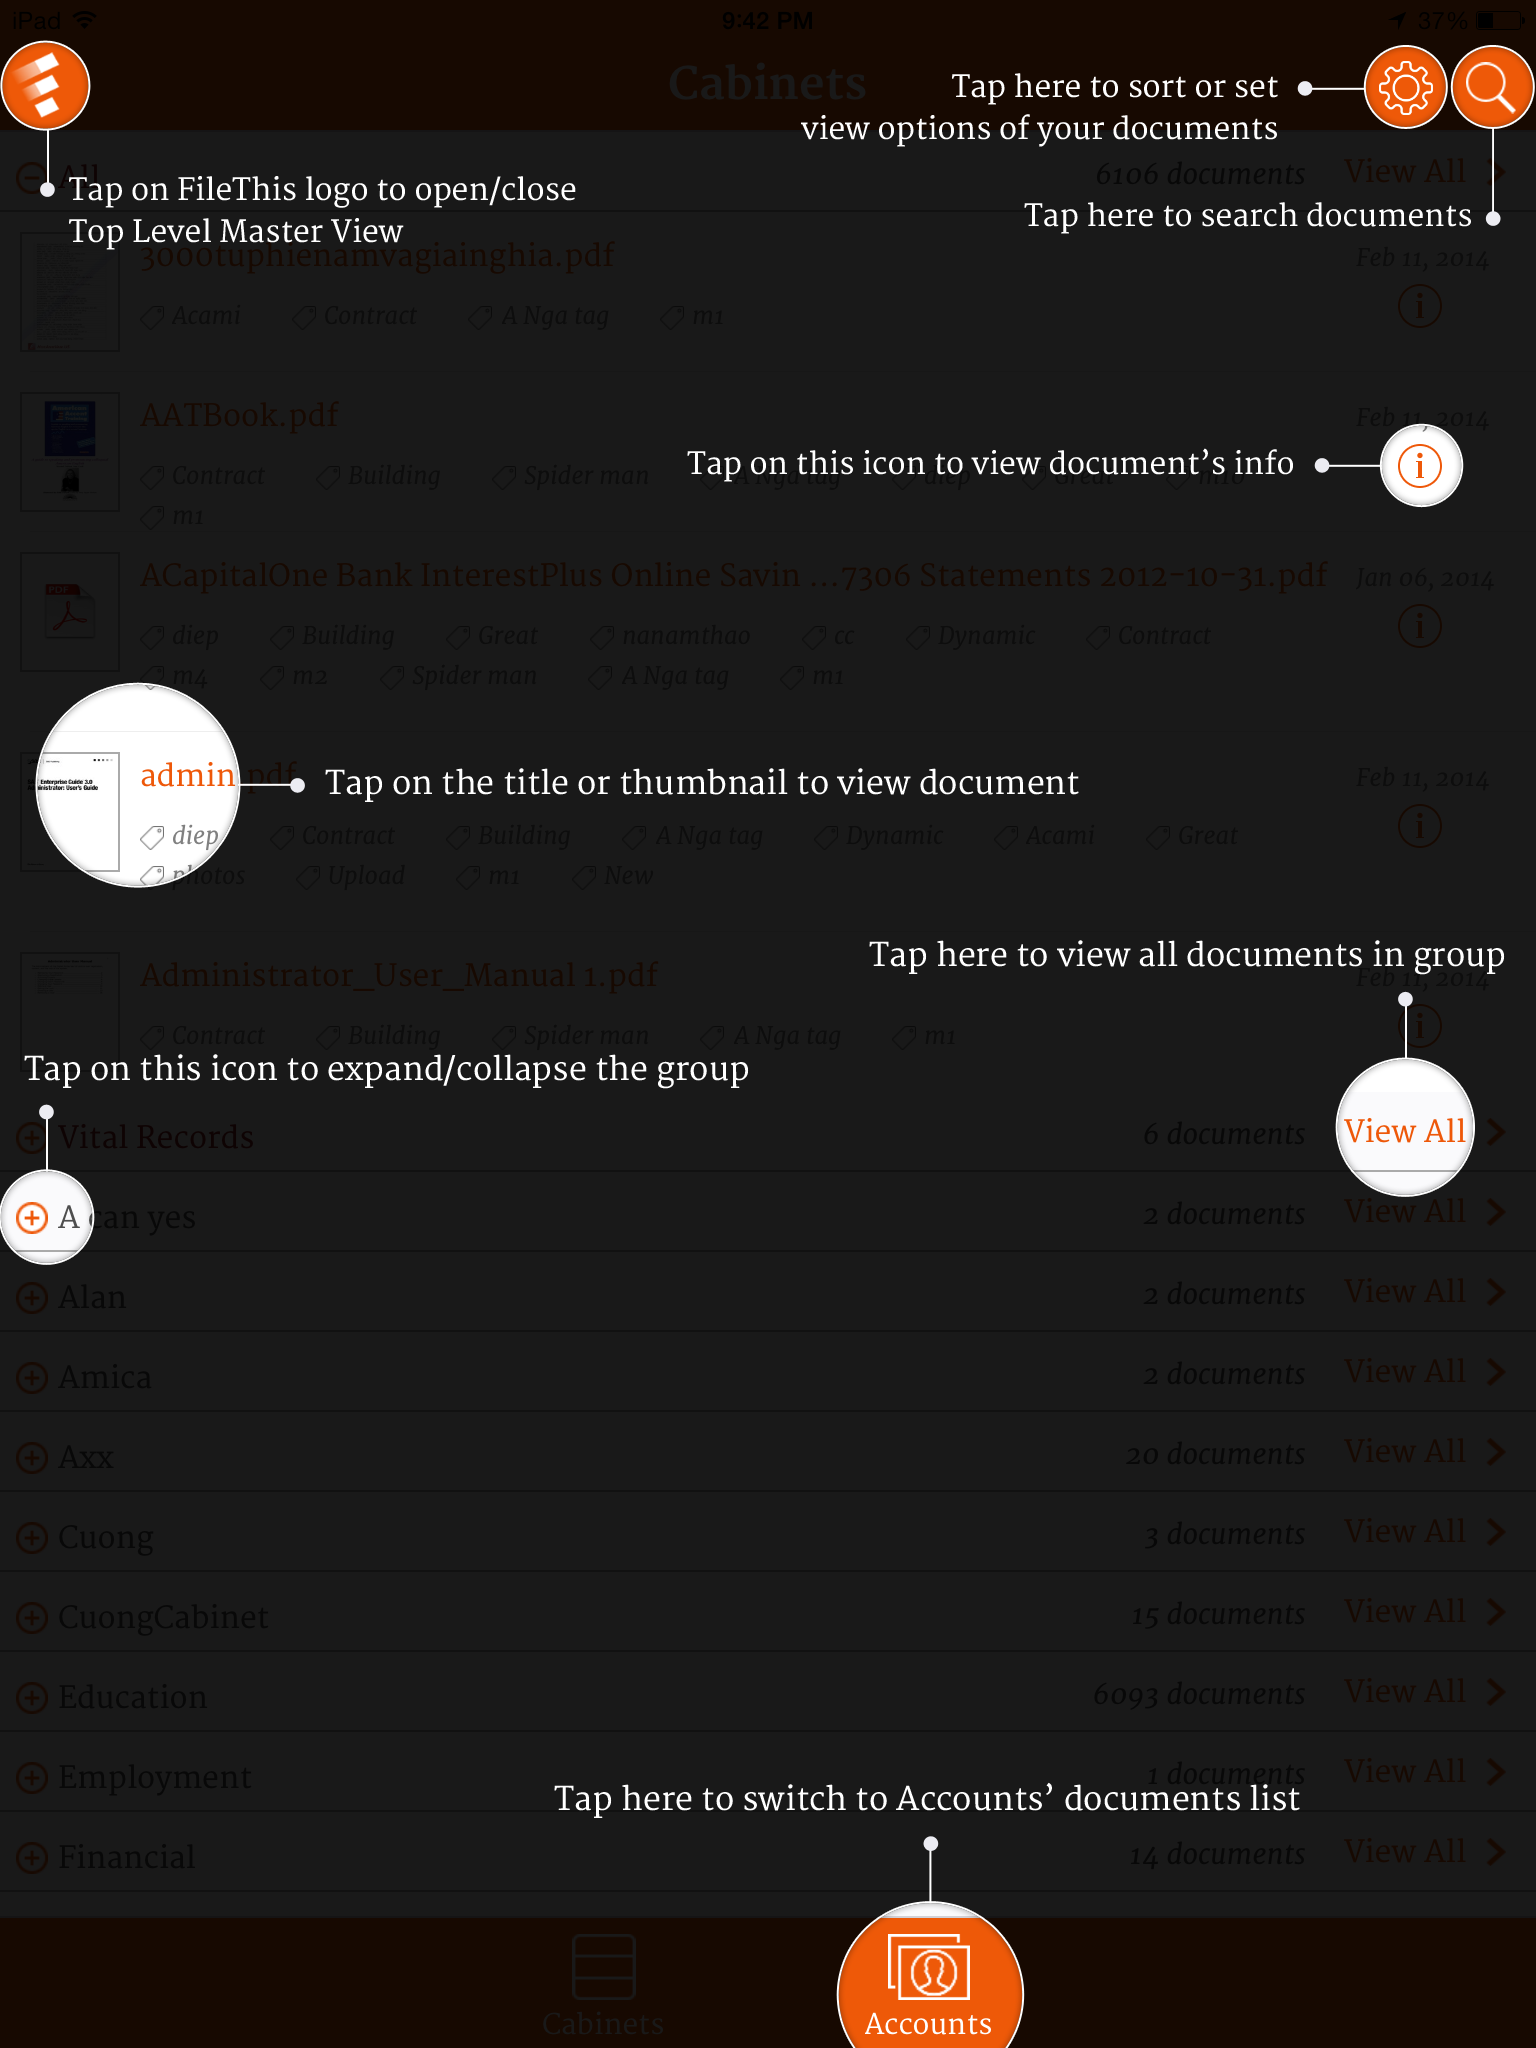 iPad 9:42 PM 37%
Cabinets
Tap here to sort or set
view options of your documents
All 6106 documents View All
Tap on FileThis logo to open/close
Top Level Master View
Tap here to search documents
3000tuphienamvagiainghia.pdf Feb 11, 2014
Acami Contract A Nga tag m1
AATBook.pdf Feb 11, 2014
Tap on this icon to view document’s info
Contract Building Spider man A Nga tag diep Great m10
m1
ACapitalOne Bank InterestPlus Online Savin ...7306 Statements 2012-10-31.pdf Jan 06, 2014
PDF
diep Building Great nanamthao cc Dynamic Contract
m4 m2 Spider man A Nga tag m1
Enterprise Guide 3.0
Administrator: User's Guide
admin .pdf Feb 11, 2014
Tap on the title or thumbnail to view document
diep Contract Building A Nga tag Dynamic Acami Great
photos Upload m1 New
Tap here to view all documents in group
Administrator_User_Manual 1.pdf Feb 11, 2014
Contract Building Spider man A Nga tag m1
Tap on this icon to expand/collapse the group
Vital Records 6 documents View All
A can yes 2 documents View All
Alan 2 documents View All
Amica 2 documents View All
Axx 20 documents View All
Cuong 3 documents View All
CuongCabinet 15 documents View All
Education 6093 documents View All
Employment 1 documents View All
Tap here to switch to Accounts’ documents list
Financial 14 documents View All
Cabinets Accounts